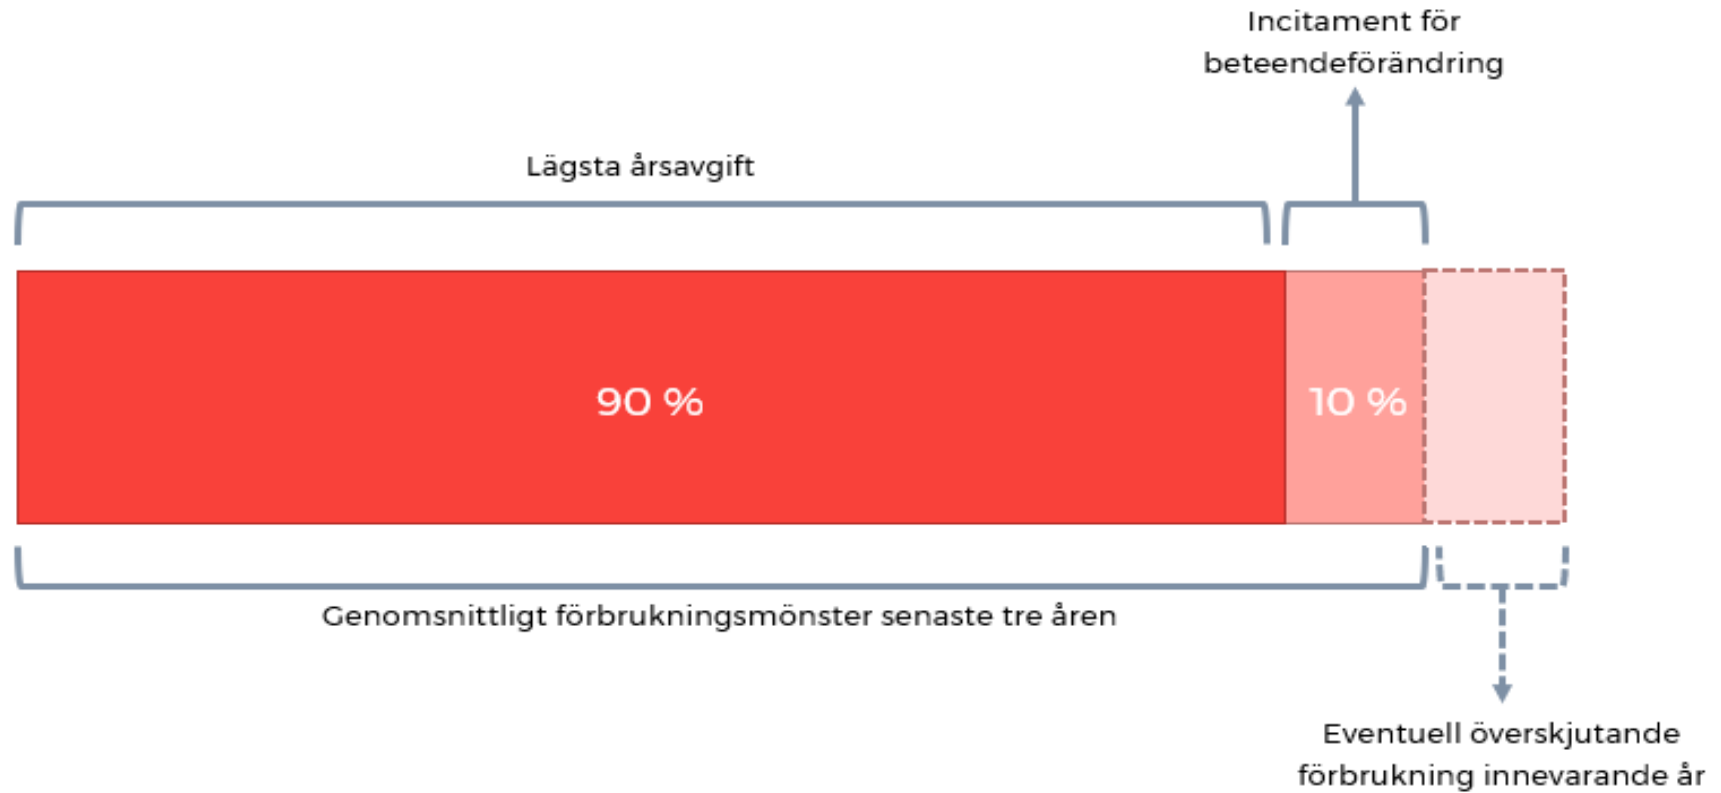 Incitament för
beteendeförändring
Lägsta årsavgift
90 %
10 %
Genomsnittligt förbrukningsmönster senaste tre åren
Eventuell överskjutande
förbrukning innevarande år